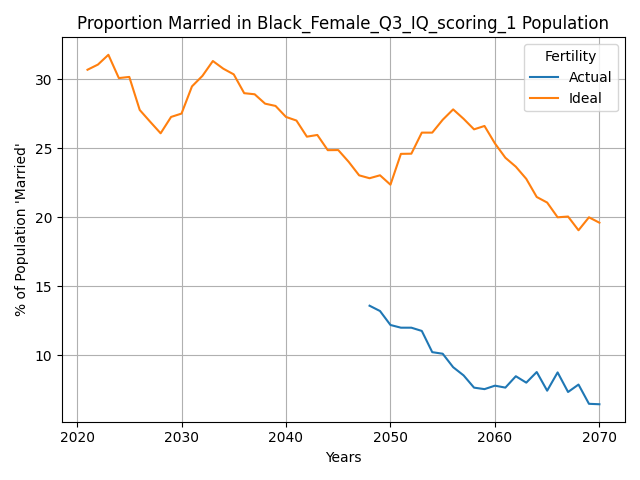 Proportion Married in Black_Female_Q3_IQ_scoring_1 Population
% of Population 'Married'
30
25
20
15
10
Fertility
Actual
Ideal
2020 2030 2040 2050 2060 2070
Years